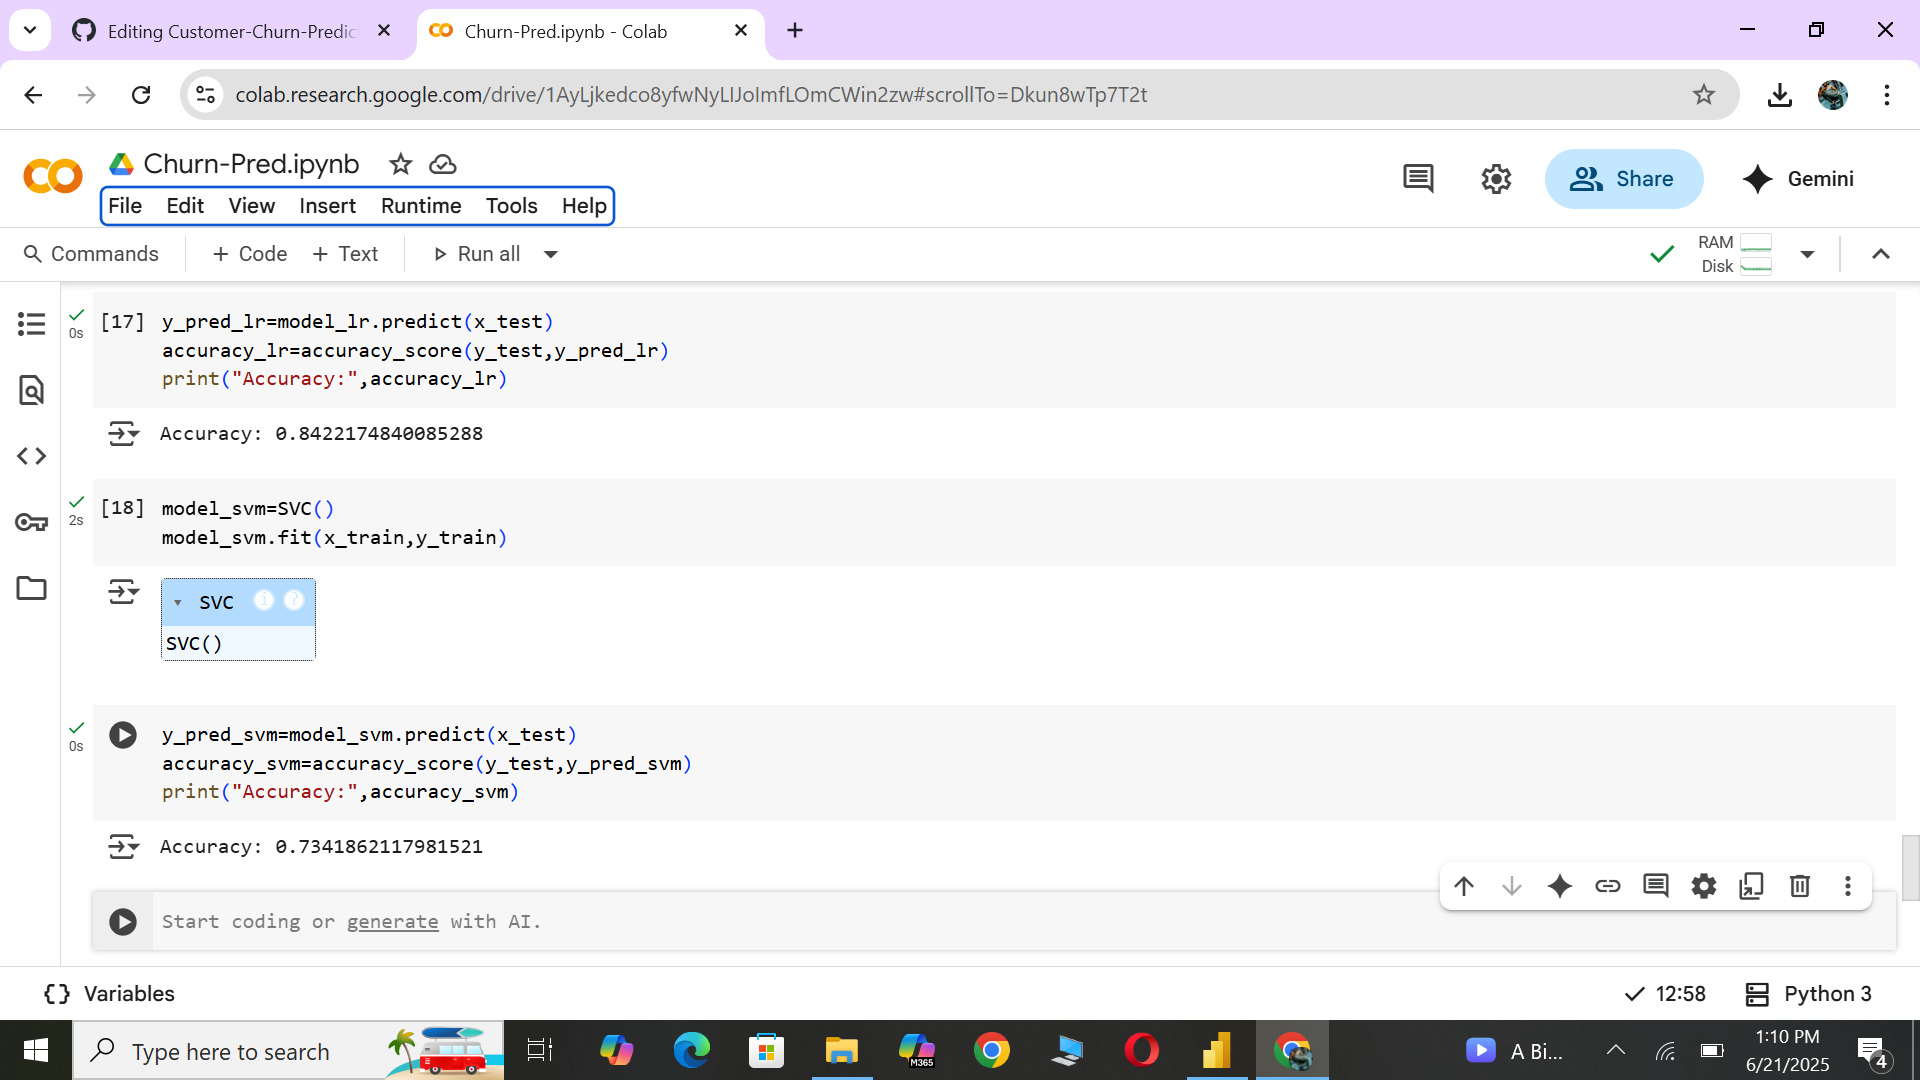 Editing Customer-Churn-Predic
Churn-Pred.ipynb - Colab
colab.research.google.com/drive/1AyLjkedco8yfwNyLIJoImfLOmCWin2zw#scrollTo=Dkun8wTp7T2t
Churn-Pred.ipynb
File Edit View Insert Runtime Tools Help
Share
Gemini
Commands + Code + Text Run all
RAM
Disk
0s
[17] y_pred_lr=model_lr.predict(x_test)
accuracy_lr=accuracy_score(y_test,y_pred_lr)
print("Accuracy:",accuracy_lr)
Accuracy: 0.8422174840085288
2s
[18] model_svm=SVC()
model_svm.fit(x_train,y_train)
SVC i ?
SVC()
0s
y_pred_svm=model_svm.predict(x_test)
accuracy_svm=accuracy_score(y_test,y_pred_svm)
print("Accuracy:",accuracy_svm)
Accuracy: 0.7341862117981521
Start coding or generate with AI.
{} Variables
12:58
Python 3
Type here to search
M365
A Bi...
1:10 PM
6/21/2025
4